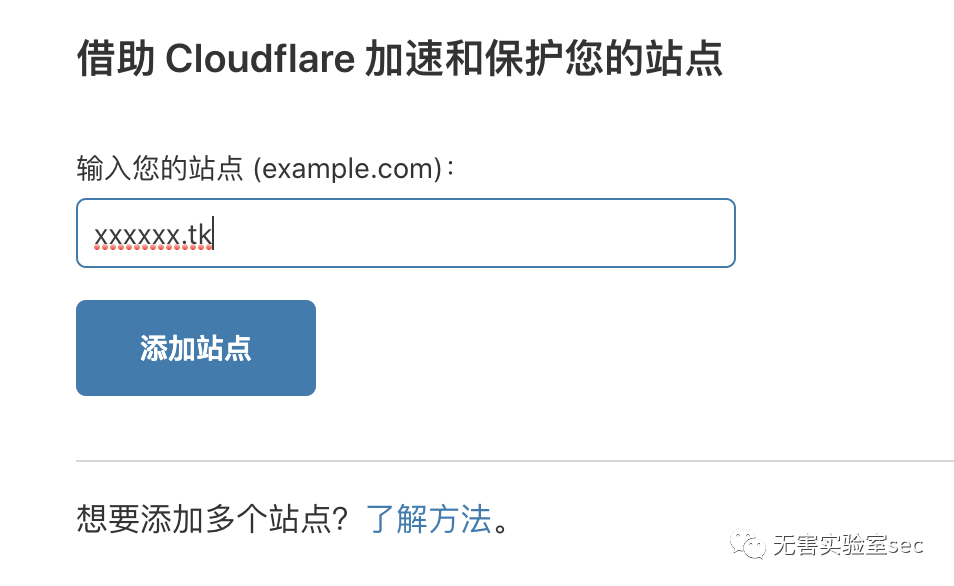 借助 Cloudflare 加速和保护您的站点
输入您的站点 (example.com)：
xxxxxx.tk
添加站点
想要添加多个站点？了解方法。
无害实验室sec